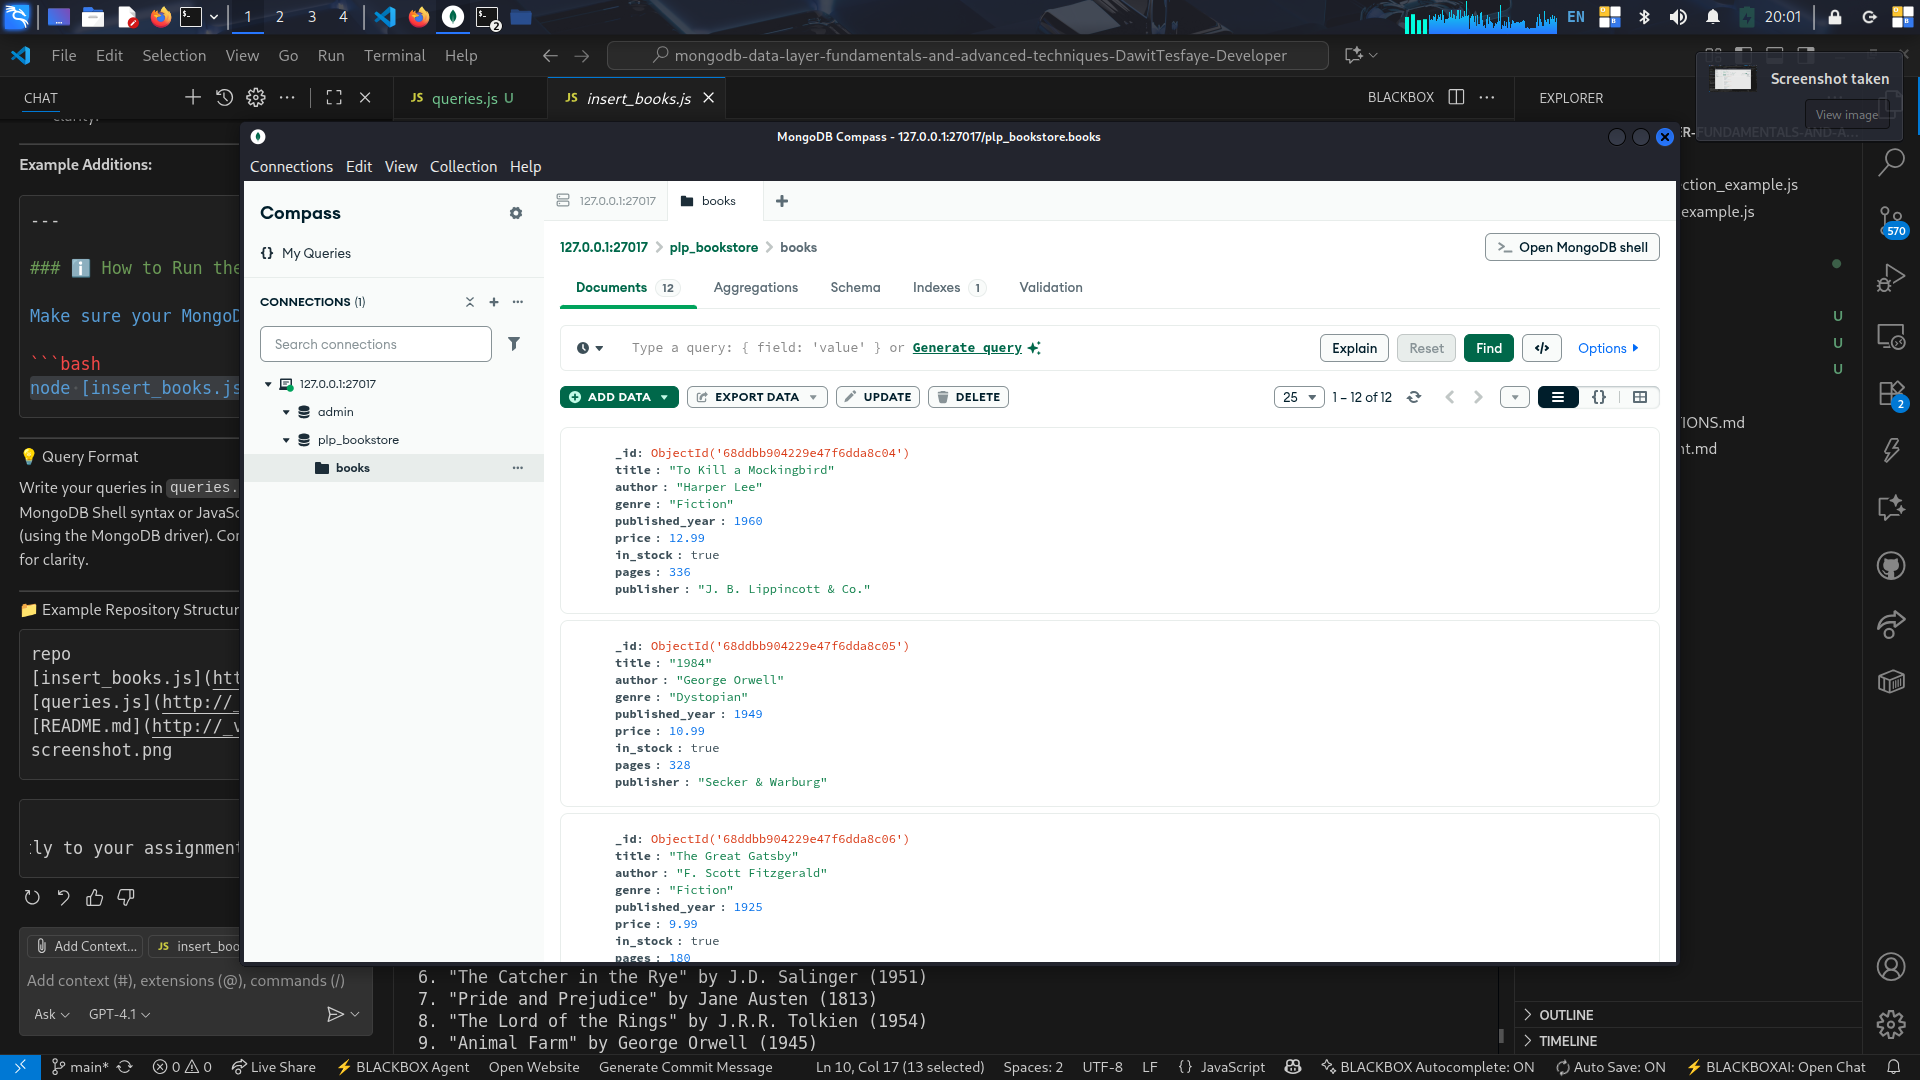 1 2 3 4
2
EN
20:01
File Edit Selection View Go Run Terminal Help
mongodb-data-layer-fundamentals-and-advanced-techniques-DawitTesfaye-Developer
Screenshot taken
View image
CHAT
JS queries.js U
JS insert_books.js
BLACKBOX
EXPLORER
clarity.
Example Additions:
---
### ℹ️ How to Run the
Make sure your MongoD
```bash
node [insert_books.js
💡 Query Format
Write your queries in queries.
MongoDB Shell syntax or JavaSc
(using the MongoDB driver). Co
for clarity.
📁 Example Repository Structur
repo
[insert_books.js](htt
[queries.js](http://_
[README.md](http://_v
screenshot.png
ly to your assignment
Add Context...
JS insert_boo
Add context (#), extensions (@), commands (/)
Ask
GPT-4.1
MongoDB Compass - 127.0.0.1:27017/plp_bookstore.books
Connections Edit View Collection Help
Compass
{} My Queries
CONNECTIONS (1)
Search connections
127.0.0.1:27017
admin
plp_bookstore
books
127.0.0.1:27017
books
127.0.0.1:27017 > plp_bookstore > books
>_ Open MongoDB shell
Documents 12 Aggregations Schema Indexes 1 Validation
Type a query: { field: 'value' } or Generate query
Explain Reset Find </> Options
ADD DATA EXPORT DATA UPDATE DELETE
25 1 – 12 of 12
{}
_id: ObjectId('68ddbb904229e47f6dda8c04')
title : "To Kill a Mockingbird"
author : "Harper Lee"
genre : "Fiction"
published_year : 1960
price : 12.99
in_stock : true
pages : 336
publisher : "J. B. Lippincott & Co."
_id: ObjectId('68ddbb904229e47f6dda8c05')
title : "1984"
author : "George Orwell"
genre : "Dystopian"
published_year : 1949
price : 10.99
in_stock : true
pages : 328
publisher : "Secker & Warburg"
_id: ObjectId('68ddbb904229e47f6dda8c06')
title : "The Great Gatsby"
author : "F. Scott Fitzgerald"
genre : "Fiction"
published_year : 1925
price : 9.99
in_stock : true
pages : 180
6. "The Catcher in the Rye" by J.D. Salinger (1951)
7. "Pride and Prejudice" by Jane Austen (1813)
8. "The Lord of the Rings" by J.R.R. Tolkien (1954)
9. "Animal Farm" by George Orwell (1945)
R-FUNDAMENTALS-AND-A...
ction_example.js
example.js
U
U
U
IONS.md
nt.md
OUTLINE
TIMELINE
570
2
main* 0 0 Live Share BLACKBOX Agent Open Website Generate Commit Message Ln 10, Col 17 (13 selected) Spaces: 2 UTF-8 LF {} JavaScript BLACKBOX Autocomplete: ON Auto Save: ON BLACKBOXAI: Open Chat